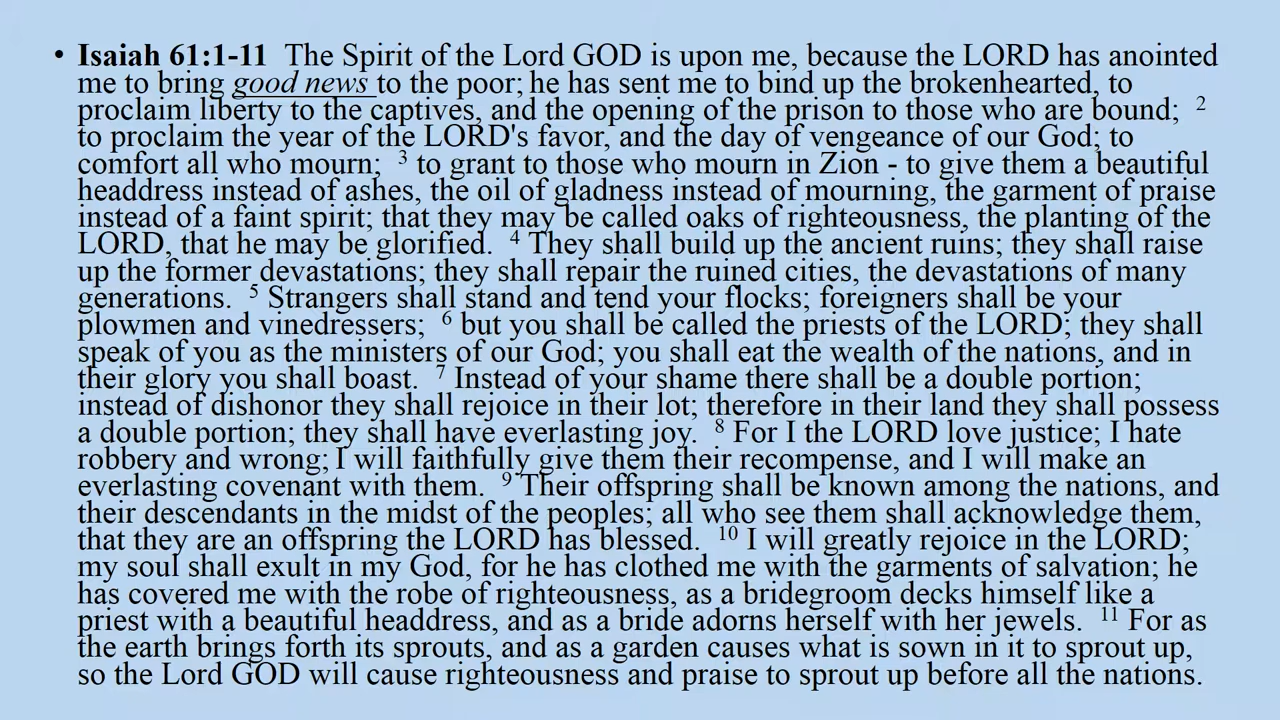 • Isaiah 61:1-11 The Spirit of the Lord GOD is upon me, because the LORD has anointed
me to bring good news to the poor; he has sent me to bind up the brokenhearted, to
proclaim liberty to the captives, and the opening of the prison to those who are bound; 2
to proclaim the year of the LORD's favor, and the day of vengeance of our God; to
comfort all who mourn; 3 to grant to those who mourn in Zion - to give them a beautiful
headdress instead of ashes, the oil of gladness instead of mourning, the garment of praise
instead of a faint spirit; that they may be called oaks of righteousness, the planting of the
LORD, that he may be glorified. 4 They shall build up the ancient ruins; they shall raise
up the former devastations; they shall repair the ruined cities, the devastations of many
generations. 5 Strangers shall stand and tend your flocks; foreigners shall be your
plowmen and vinedressers; 6 but you shall be called the priests of the LORD; they shall
speak of you as the ministers of our God; you shall eat the wealth of the nations, and in
their glory you shall boast. 7 Instead of your shame there shall be a double portion;
instead of dishonor they shall rejoice in their lot; therefore in their land they shall possess
a double portion; they shall have everlasting joy. 8 For I the LORD love justice; I hate
robbery and wrong; I will faithfully give them their recompense, and I will make an
everlasting covenant with them. 9 Their offspring shall be known among the nations, and
their descendants in the midst of the peoples; all who see them shall acknowledge them,
that they are an offspring the LORD has blessed. 10 I will greatly rejoice in the LORD;
my soul shall exult in my God, for he has clothed me with the garments of salvation; he
has covered me with the robe of righteousness, as a bridegroom decks himself like a
priest with a beautiful headdress, and as a bride adorns herself with her jewels. 11 For as
the earth brings forth its sprouts, and as a garden causes what is sown in it to sprout up,
so the Lord GOD will cause righteousness and praise to sprout up before all the nations.